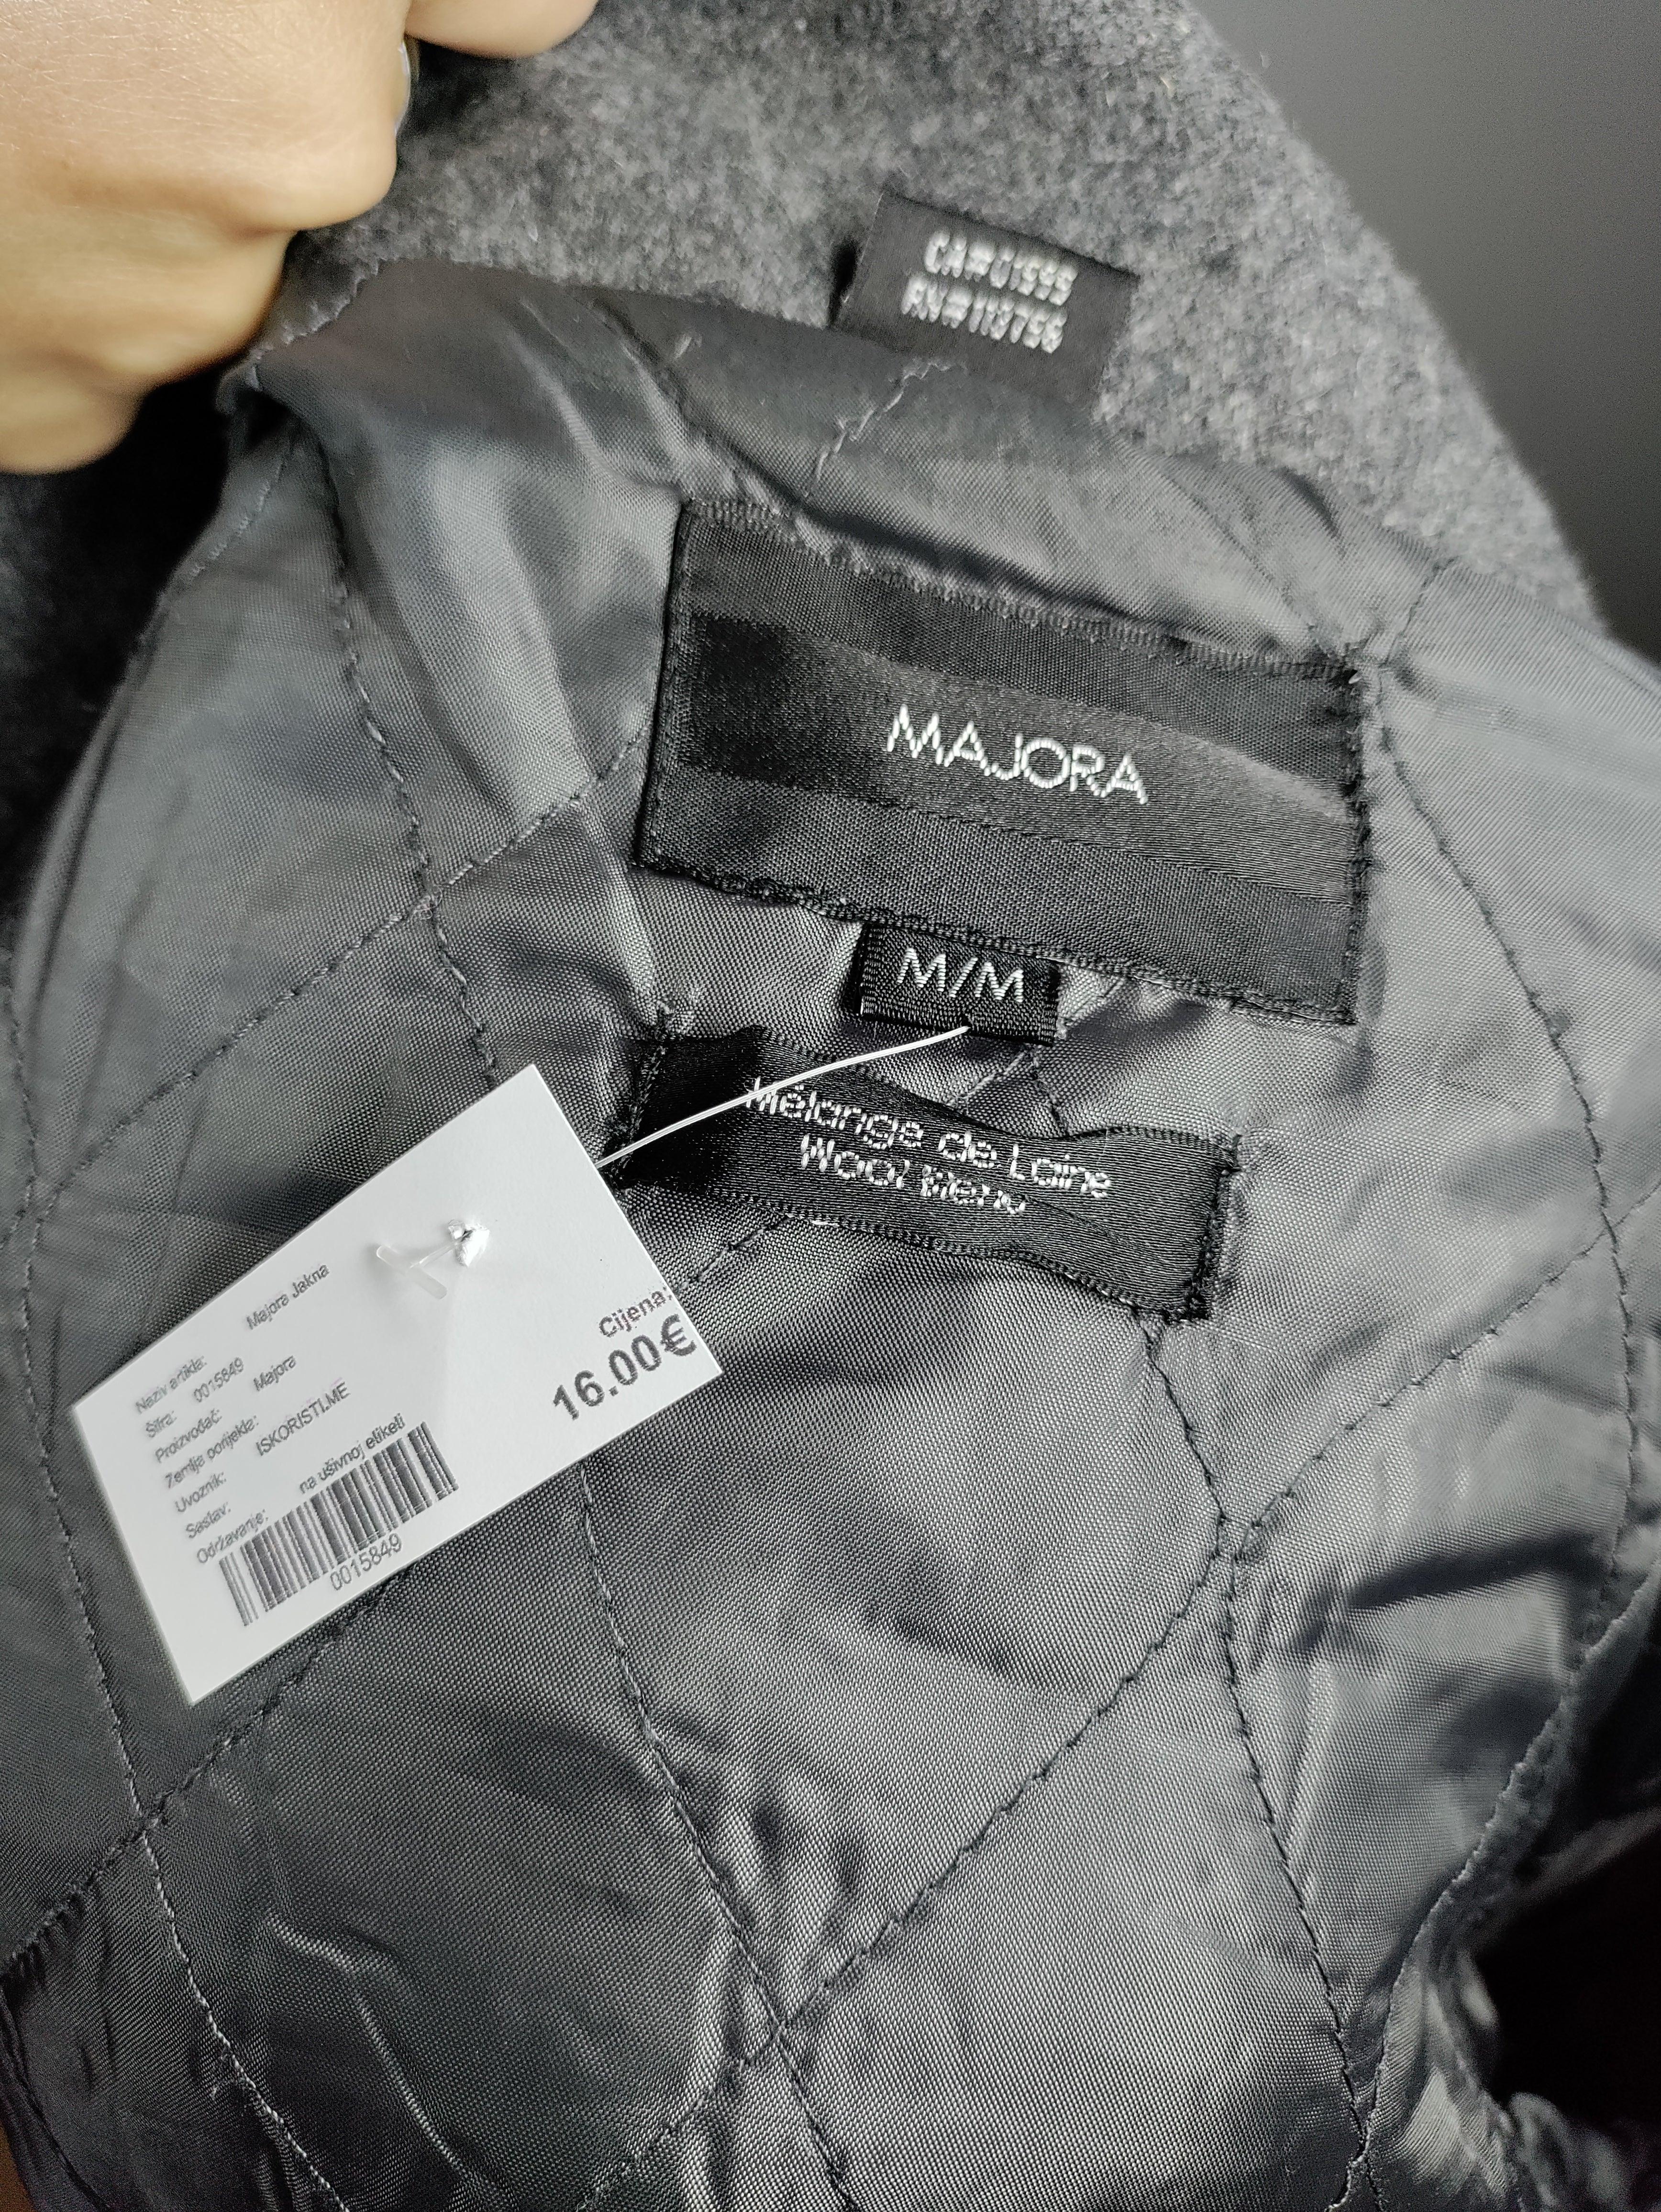 CA#01999
RN#113756
MAJORA
M/M
Mélange de Laine
Wool Blend
Naziv artikla: Majora Jakna
Šifra: 0015849
Proizvođač: Majora
Zemlja porijekla:
Uvoznik: ISKORISTI.ME
Sastav:
Održavanje: na ušivnoj etiketi
0015849
Cijena:
16.00€